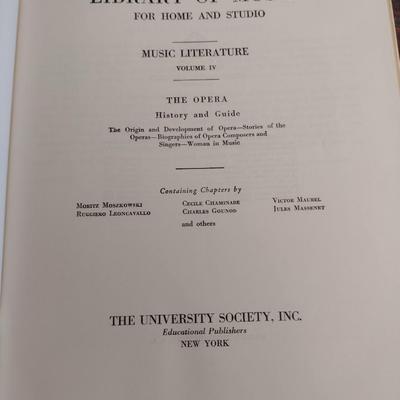 LIBRARY OF
FOR HOME AND STUDIO
MUSIC LITERATURE
VOLUME IV
THE OPERA
History and Guide
The Origin and Development of Opera—Stories of the
Operas—Biographies of Opera Composers and
Singers—Woman in Music
Containing Chapters by
MORITZ MOSZKOWSKI CECILE CHAMINADE VICTOR MAUREL
RUGGIERO LEONCAVALLO CHARLES GOUNOD JULES MASSENET
and others
THE UNIVERSITY SOCIETY, INC.
Educational Publishers
NEW YORK